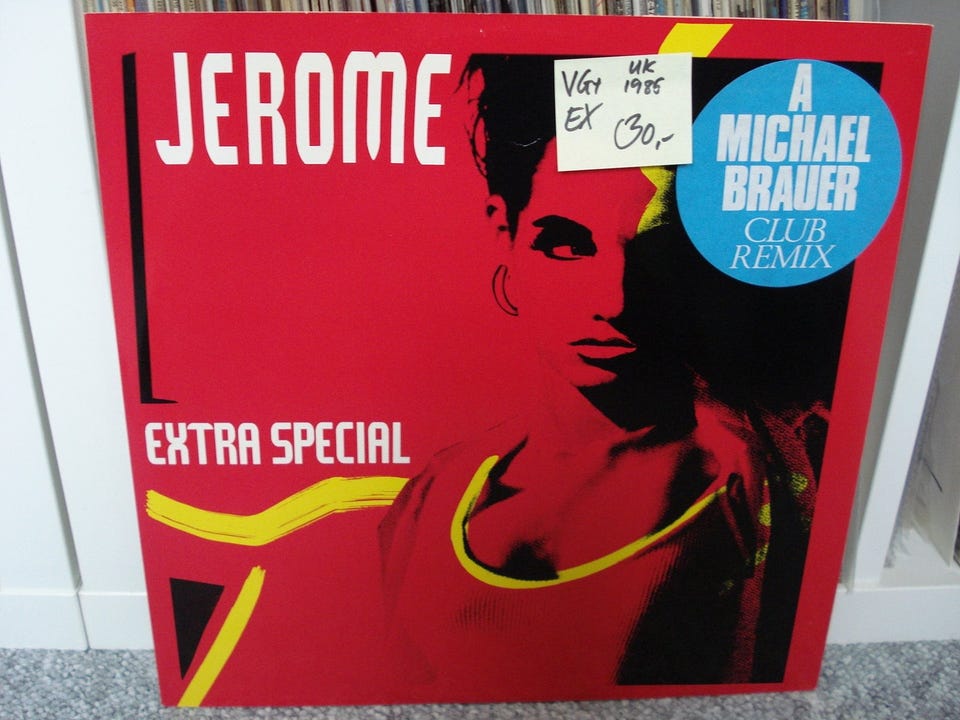 JEROME
VG+ UK
1985
EX
30,-
A
MICHAEL
BRAUER
CLUB
REMIX
EXTRA SPECIAL